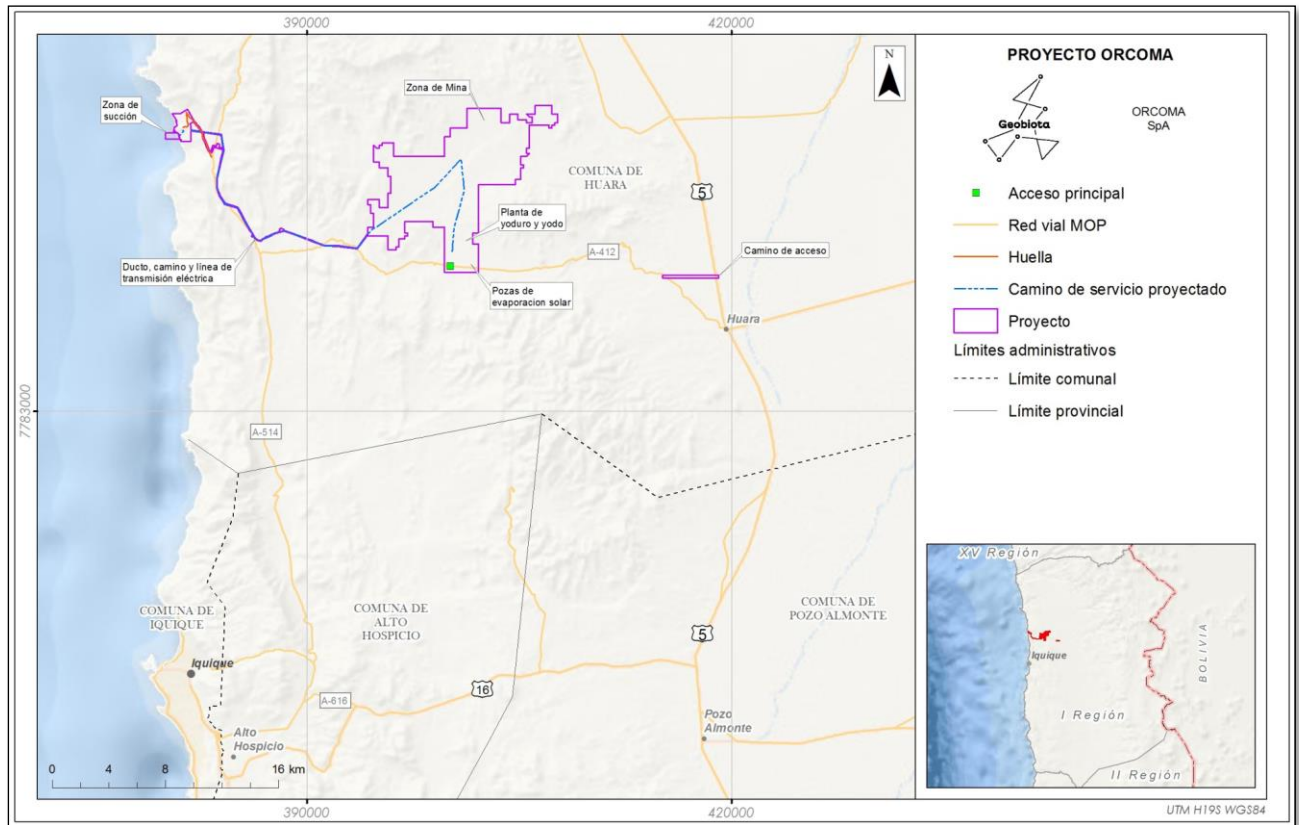 390000
420000
N
Zona de Mina
Zona de
succión
COMUNA DE
HUARA
5
Planta de
yoduro y yodo
A-412
Camino de acceso
Ducto, camino y línea de
transmisión eléctrica
Pozas de
evaporacion solar
Huara
7783000
A-514
COMUNA DE
IQUIQUE
COMUNA DE
ALTO
HOSPICIO
COMUNA DE
POZO ALMONTE
5
Iquique
16
A-616
Pozo
Almonte
Alto
Hospicio
0 4 8 16 km
390000
420000
PROYECTO ORCOMA
Geobiota
ORCOMA
SpA
Acceso principal
Red vial MOP
Huella
Camino de servicio proyectado
Proyecto
Límites administrativos
Límite comunal
Límite provincial
XV Región
Iquique
BOLIVIA
I Región
II Región
UTM H19S WGS84